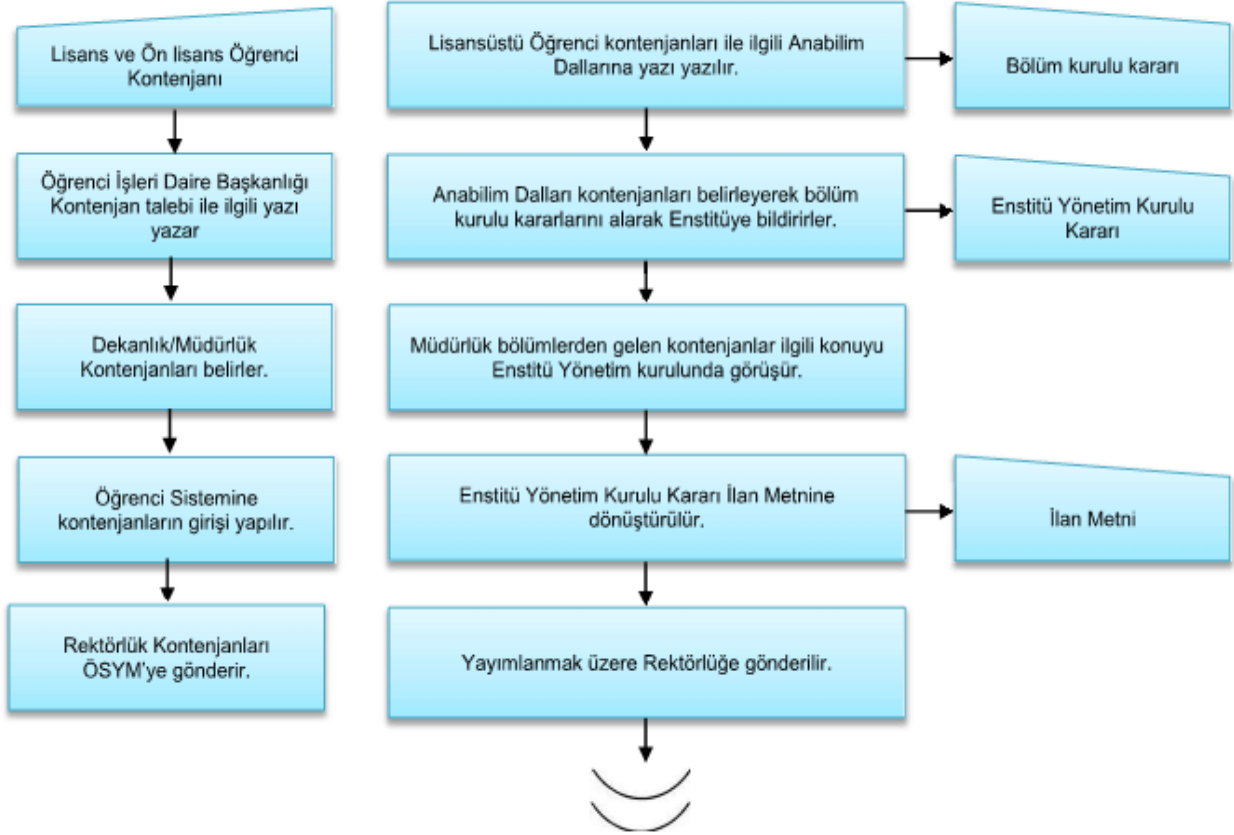 Lisans ve Ön lisans Öğrenci
Kontenjanı
Öğrenci İşleri Daire Başkanlığı
Kontenjan talebi ile ilgili yazı
yazar
Dekanlık/Müdürlük
Kontenjanları belirler.
Öğrenci Sistemine
kontenjanların girişi yapılır.
Rektörlük Kontenjanları
ÖSYM'ye gönderir.
Lisansüstü Öğrenci kontenjanları ile ilgili Anabilim
Dallarına yazı yazılır.
Bölüm kurulu kararı
Anabilim Dalları kontenjanları belirleyerek bölüm
kurulu kararlarını alarak Enstitüye bildirirler.
Enstitü Yönetim Kurulu
Kararı
Müdürlük bölümlerden gelen kontenjanlar ilgili konuyu
Enstitü Yönetim kurulunda görüşür.
Enstitü Yönetim Kurulu Kararı İlan Metnine
dönüştürülür.
İlan Metni
Yayımlanmak üzere Rektörlüğe gönderilir.